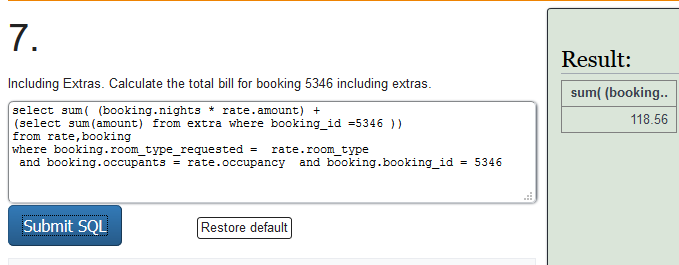 7.
Including Extras. Calculate the total bill for booking 5346 including extras.
select sum( (booking.nights * rate.amount) +
(select sum(amount) from extra where booking_id =5346 ))
from rate,booking
where booking.room_type_requested =  rate.room_type
 and booking.occupants = rate.occupancy  and booking.booking_id = 5346
Submit SQL
Restore default
Result:
sum( (booking..
118.56